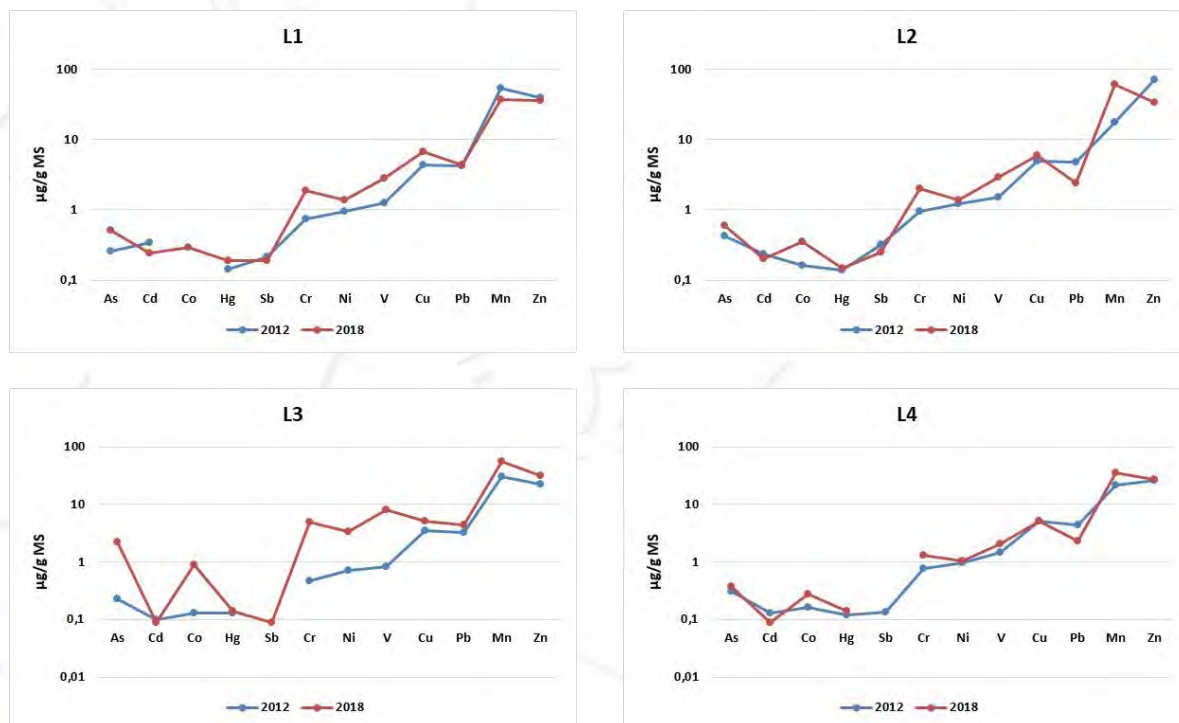 L1
100
10
1
0,1
µg/g MS
As Cd Co Hg Sb Cr Ni V Cu Pb Mn Zn
2012 2018
L2
100
10
1
0,1
µg/g MS
As Cd Co Hg Sb Cr Ni V Cu Pb Mn Zn
2012 2018
L3
100
10
1
0,1
0,01
µg/g MS
As Cd Co Hg Sb Cr Ni V Cu Pb Mn Zn
2012 2018
L4
100
10
1
0,1
0,01
µg/g MS
As Cd Co Hg Sb Cr Ni V Cu Pb Mn Zn
2012 2018